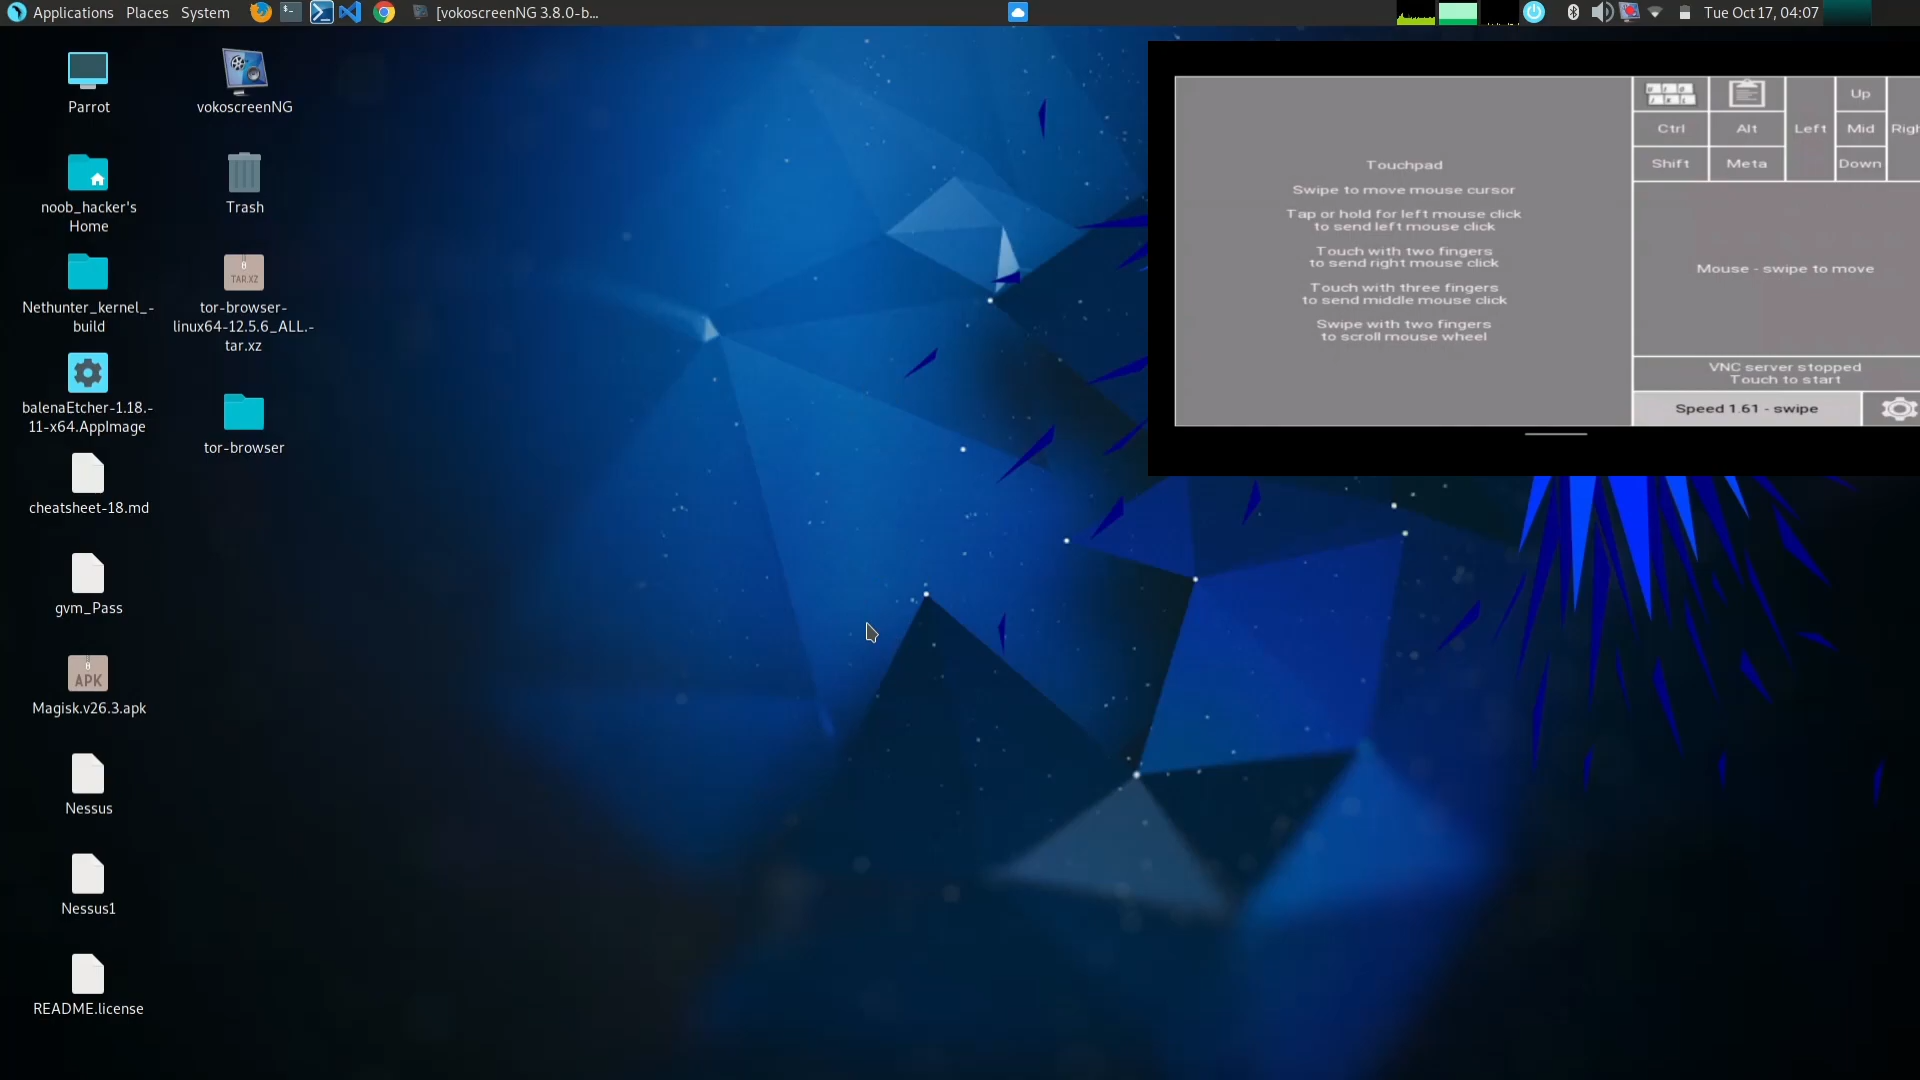 Applications Places System [vokoscreenNG 3.8.0-b... Tue Oct 17, 04:07
Parrot
vokoscreenNG
noob_hacker's
Home
Trash
Nethunter_kernel_-
build
tor-browser-
linux64-12.5.6_ALL.-
tar.xz
TAR.XZ
balenaEtcher-1.18.-
11-x64.AppImage
tor-browser
cheatsheet-18.md
gvm_Pass
APK
Magisk.v26.3.apk
Nessus
Nessus1
README.license
Touchpad
Swipe to move mouse cursor
Tap or hold for left mouse click
to send left mouse click
Touch with two fingers
to send right mouse click
Touch with three fingers
to send middle mouse click
Swipe with two fingers
to scroll mouse wheel
Up
Ctrl Alt Left Mid Righ
Shift Meta Down
Mouse - swipe to move
VNC server stopped
Touch to start
Speed 1.61 - swipe